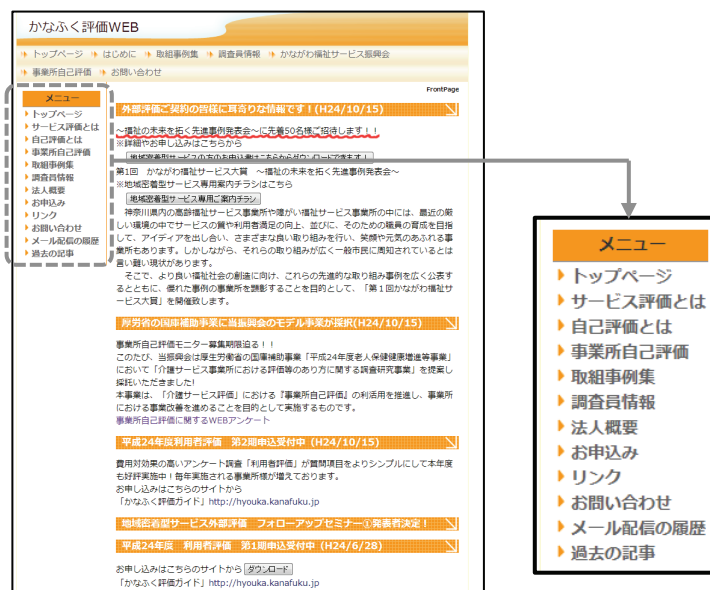 かなふく評価WEB
トップページ はじめに 取組事例集 調査員情報 かながわ福祉サービス振興会
事業所自己評価 お問い合わせ
FrontPage
メニュー
トップページ
サービス評価とは
自己評価とは
事業所自己評価
取組事例集
調査員情報
法人概要
お申込み
リンク
お問い合わせ
メール配信の履歴
過去の記事
外部評価ご契約の皆様に耳寄りな情報です！(H24/10/15)
～福祉の未来を拓く先進事例発表会～に先着50名様ご招待します！！
※詳細やお申し込みはこちらから
地域密着型サービスの方のお申込書はこちらからダウンロードできます！
第1回 かながわ福祉サービス大賞 ～福祉の未来を拓く先進事例発表会～
※地域密着型サービス専用案内チラシはこちら
地域密着型サービス専用ご案内チラシ
神奈川県内の高齢福祉サービス事業所や障がい福祉サービス事業所の中には、最近の厳
しい環境の中でサービスの質や利用者満足の向上、並びに、そのための職員の育成を目指
して、アイディアを出し合い、さまざまな良い取り組みを行い、笑顔や元気のあふれる事
業所もあります。しかしながら、それらの取り組みが広く一般市民に周知されているとは
言い難い現状があります。
そこで、より良い福祉社会の創造に向け、これらの先進的な取り組み事例を広く公表す
るとともに、優れた事例の事業所を顕彰することを目的として、「第１回かながわ福祉サ
ービス大賞」を開催致します。
厚労省の国庫補助事業に当振興会のモデル事業が採択(H24/10/15)
事業所自己評価モニター募集期限迫る！！
このたび、当振興会は厚生労働省の国庫補助事業「平成24年度老人保健健康増進等事業」
において「介護サービス事業所における評価等のあり方に関する調査研究事業」を提案し
採択いただきました!
本事業は、「介護サービス評価」における『事業所自己評価』の利活用を推進し、事業所
における事業改善を進めることを目的として実施するものです。
事業所自己評価に関するWEBアンケート
平成24年度利用者評価 第2期申込受付中（H24/10/15）
費用対効果の高いアンケート調査「利用者評価」が質問項目をよりシンプルにして本年度
も好評実施中！毎年実施される事業所様が増えております。
お申し込みはこちらのサイトから
「かなふく評価ガイド」http://hyouka.kanafuku.jp
地域密着型サービス外部評価 フォローアップセミナー①発表者決定！
平成24年度 利用者評価 第1期申込受付中（H24/6/28）
お申し込みはこちらのサイトから ダウンロード
「かなふく評価ガイド」http://hyouka.kanafuku.jp
メニュー
トップページ
サービス評価とは
自己評価とは
事業所自己評価
取組事例集
調査員情報
法人概要
お申込み
リンク
お問い合わせ
メール配信の履歴
過去の記事